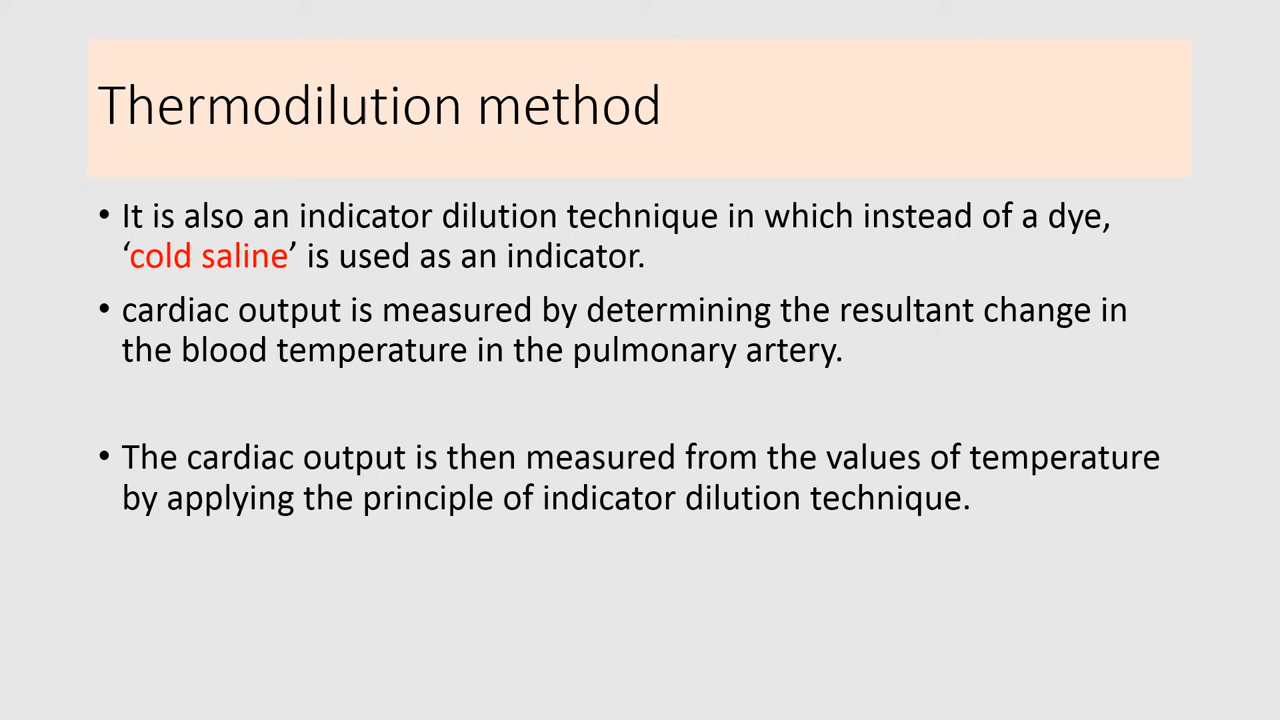 Thermodilution method
• It is also an indicator dilution technique in which instead of a dye,
‘cold saline’ is used as an indicator.
• cardiac output is measured by determining the resultant change in
the blood temperature in the pulmonary artery.
• The cardiac output is then measured from the values of temperature
by applying the principle of indicator dilution technique.